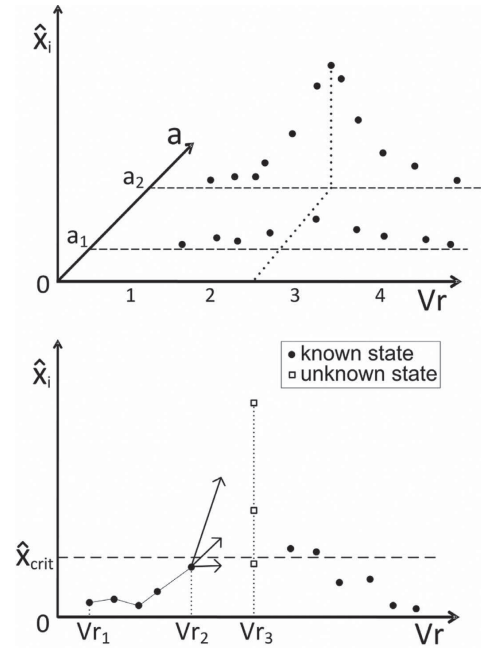 x̂i
a
a2
a1
0
1 2 3 4
Vr
x̂i
known state
unknown state
x̂crit
0
Vr1 Vr2 Vr3 Vr